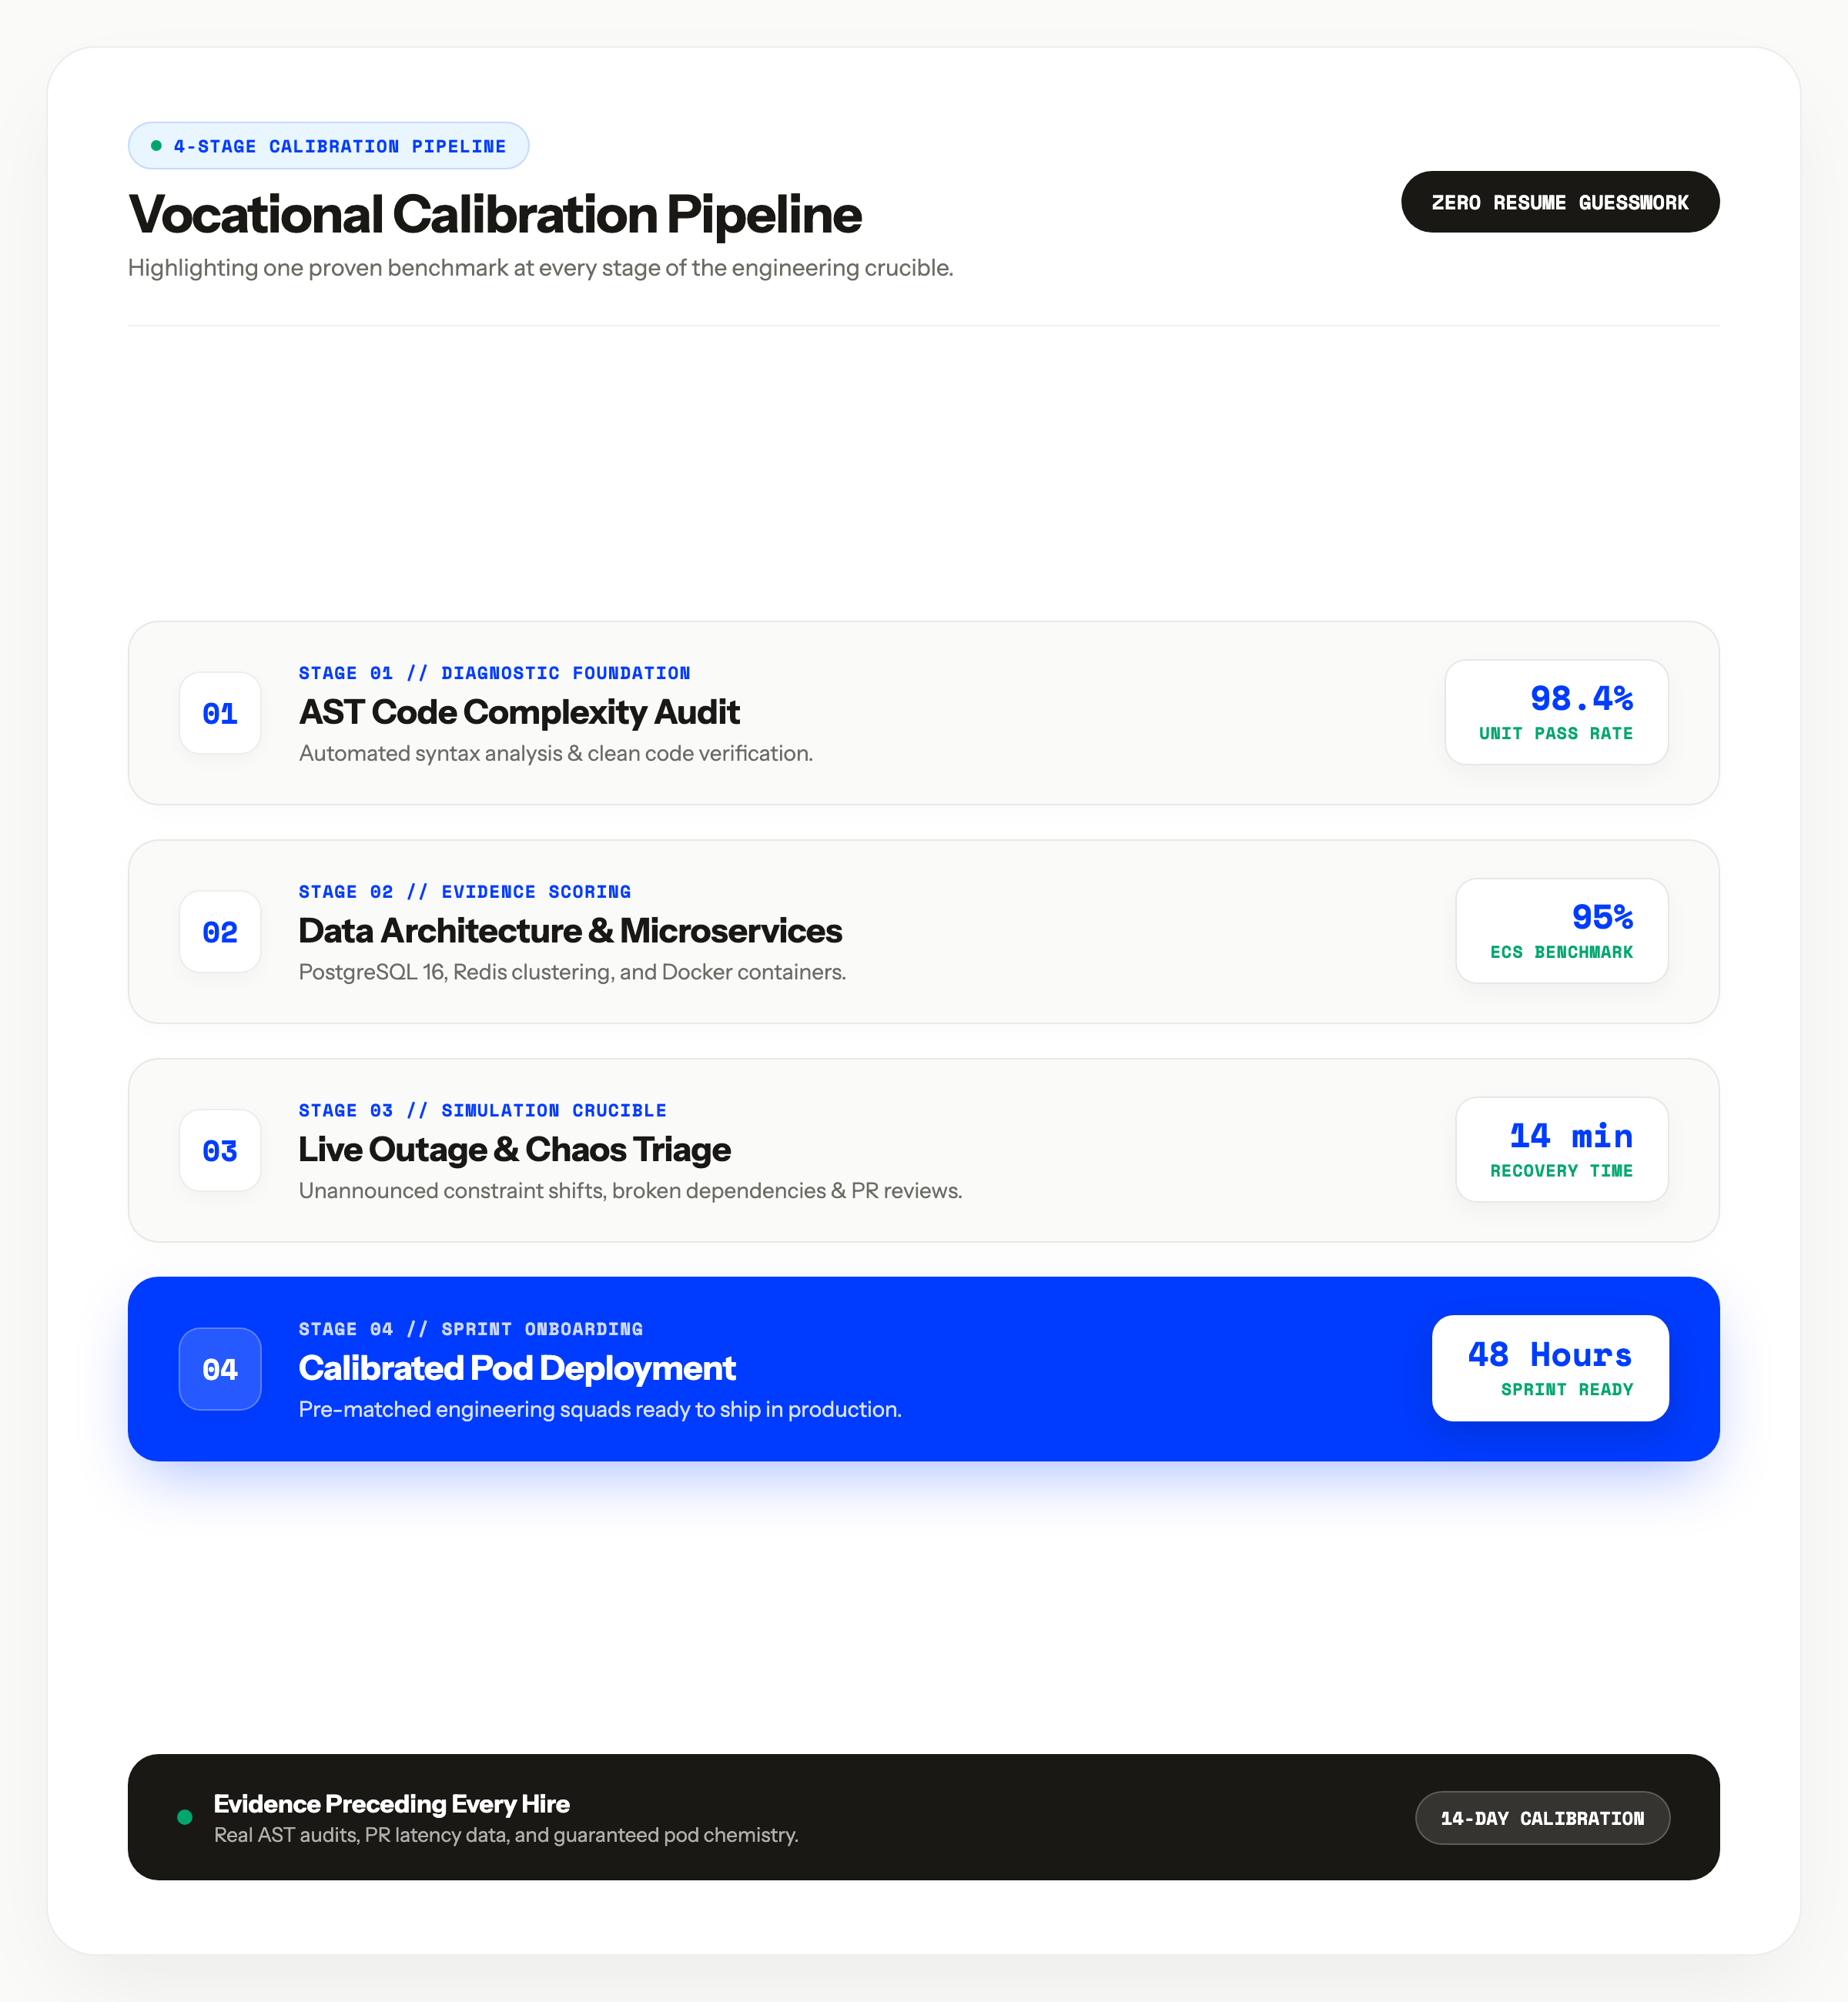 4-STAGE CALIBRATION PIPELINE
Vocational Calibration Pipeline
Highlighting one proven benchmark at every stage of the engineering crucible.
ZERO RESUME GUESSWORK
01
STAGE 01 // DIAGNOSTIC FOUNDATION
AST Code Complexity Audit
Automated syntax analysis & clean code verification.
98.4%
UNIT PASS RATE
02
STAGE 02 // EVIDENCE SCORING
Data Architecture & Microservices
PostgreSQL 16, Redis clustering, and Docker containers.
95%
ECS BENCHMARK
03
STAGE 03 // SIMULATION CRUCIBLE
Live Outage & Chaos Triage
Unannounced constraint shifts, broken dependencies & PR reviews.
14 min
RECOVERY TIME
04
STAGE 04 // SPRINT ONBOARDING
Calibrated Pod Deployment
Pre-matched engineering squads ready to ship in production.
48 Hours
SPRINT READY
Evidence Preceding Every Hire
Real AST audits, PR latency data, and guaranteed pod chemistry.
14-DAY CALIBRATION